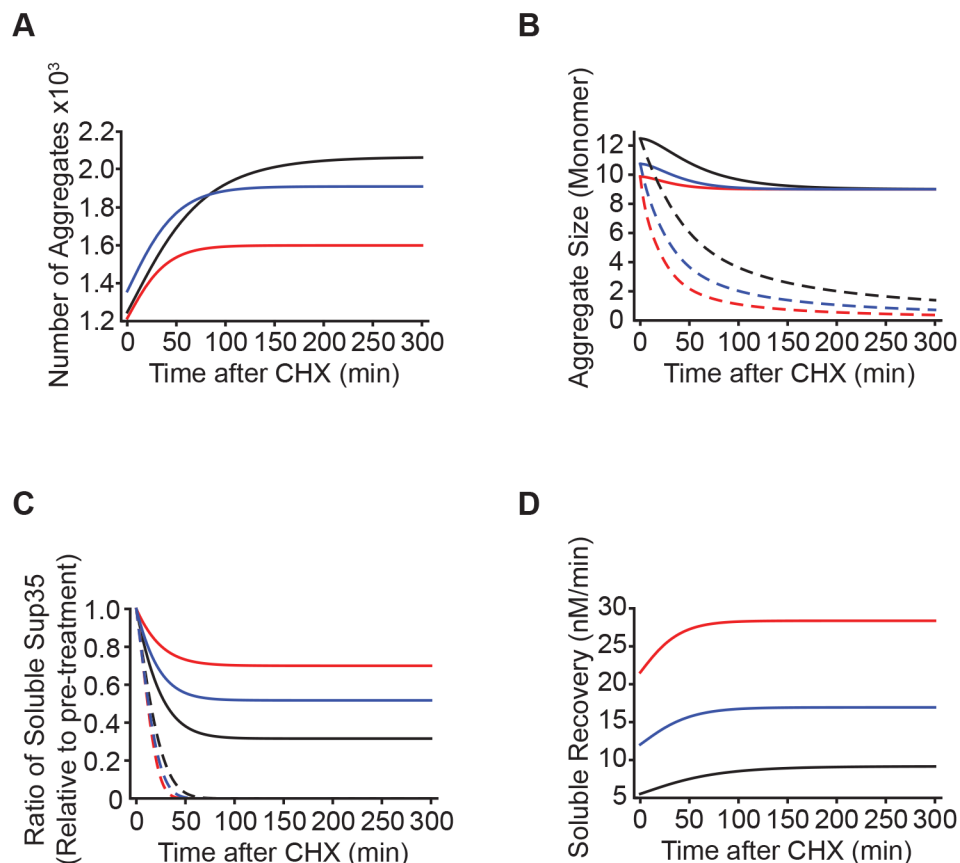 A
Number of Aggregates x10³
2.2
2.0
1.8
1.6
1.4
1.2
0 50 100 150 200 250 300
Time after CHX (min)
B
Aggregate Size (Monomer)
12
10
8
6
4
2
0
0 50 100 150 200 250 300
Time after CHX (min)
C
Ratio of Soluble Sup35
(Relative to pre-treatment)
1.0
0.8
0.6
0.4
0.2
0
0 50 100 150 200 250 300
Time after CHX (min)
D
Soluble Recovery (nM/min)
30
25
20
15
10
5
0 50 100 150 200 250 300
Time after CHX (min)